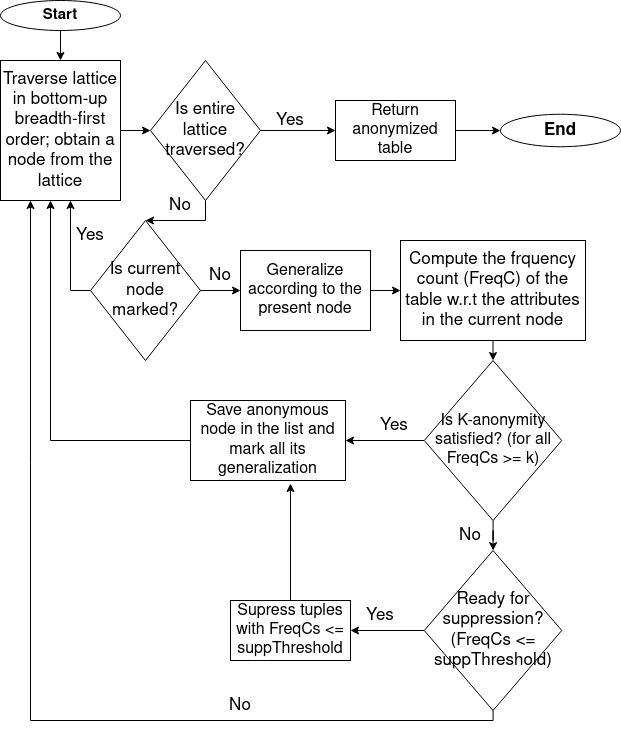 Start
Traverse lattice
in bottom-up
breadth-first
order; obtain a
node from the
lattice
Is entire
lattice
traversed?
Yes
Return
anonymized
table
End
No
Yes
Is current
node
marked?
No
Generalize
according to the
present node
Compute the frquency
count (FreqC) of the
table w.r.t the attributes
in the current node
Is K-anonymity
satisfied? (for all
FreqCs >= k)
Yes
Save anonymous
node in the list and
mark all its
generalization
No
Ready for
suppression?
(FreqCs <=
suppThreshold)
Yes
Supress tuples
with FreqCs <=
suppThreshold
No